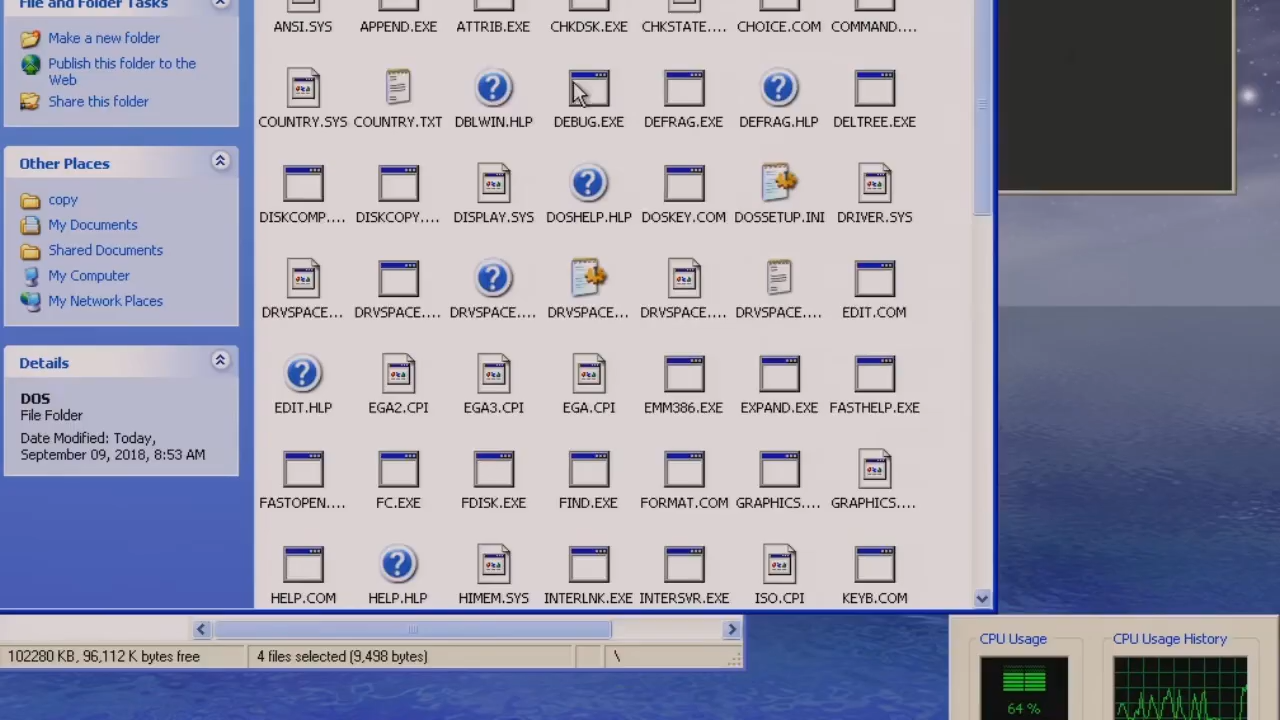 File and Folder Tasks
Make a new folder
Publish this folder to the
Web
Share this folder
Other Places
copy
My Documents
Shared Documents
My Computer
My Network Places
Details
DOS
File Folder
Date Modified: Today,
September 09, 2018, 8:53 AM
ANSI.SYS APPEND.EXE ATTRIB.EXE CHKDSK.EXE CHKSTATE.... CHOICE.COM COMMAND....
COUNTRY.SYS COUNTRY.TXT DBLWIN.HLP DEBUG.EXE DEFRAG.EXE DEFRAG.HLP DELTREE.EXE
DISKCOMP.... DISKCOPY.... DISPLAY.SYS DOSHELP.HLP DOSKEY.COM DOSSETUP.INI DRIVER.SYS
DRVSPACE... DRVSPACE.... DRVSPACE.... DRVSPACE... DRVSPACE.... DRVSPACE.... EDIT.COM
EDIT.HLP EGA2.CPI EGA3.CPI EGA.CPI EMM386.EXE EXPAND.EXE FASTHELP.EXE
FASTOPEN.... FC.EXE FDISK.EXE FIND.EXE FORMAT.COM GRAPHICS.... GRAPHICS....
HELP.COM HELP.HLP HIMEM.SYS INTERLNK.EXE INTERSVR.EXE ISO.CPI KEYB.COM
102280 KB, 96,112 K bytes free 4 files selected (9,498 bytes) \
CPU Usage CPU Usage History
64 %